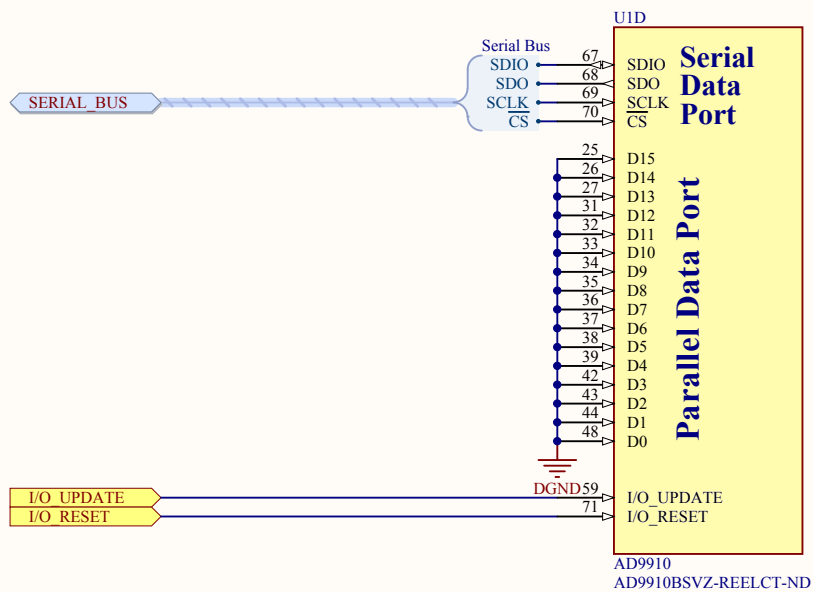 U1D
Serial Bus
SERIAL_BUS
SDIO 67 SDIO
SDO 68 SDO
SCLK 69 SCLK
CS 70 CS
Serial
Data
Port
25 D15
26 D14
27 D13
31 D12
32 D11
33 D10
34 D9
35 D8
36 D7
37 D6
38 D5
39 D4
42 D3
43 D2
44 D1
48 D0
Parallel Data Port
DGND
I/O_UPDATE 59 I/O_UPDATE
I/O_RESET 71 I/O_RESET
AD9910
AD9910BSVZ-REELCT-ND